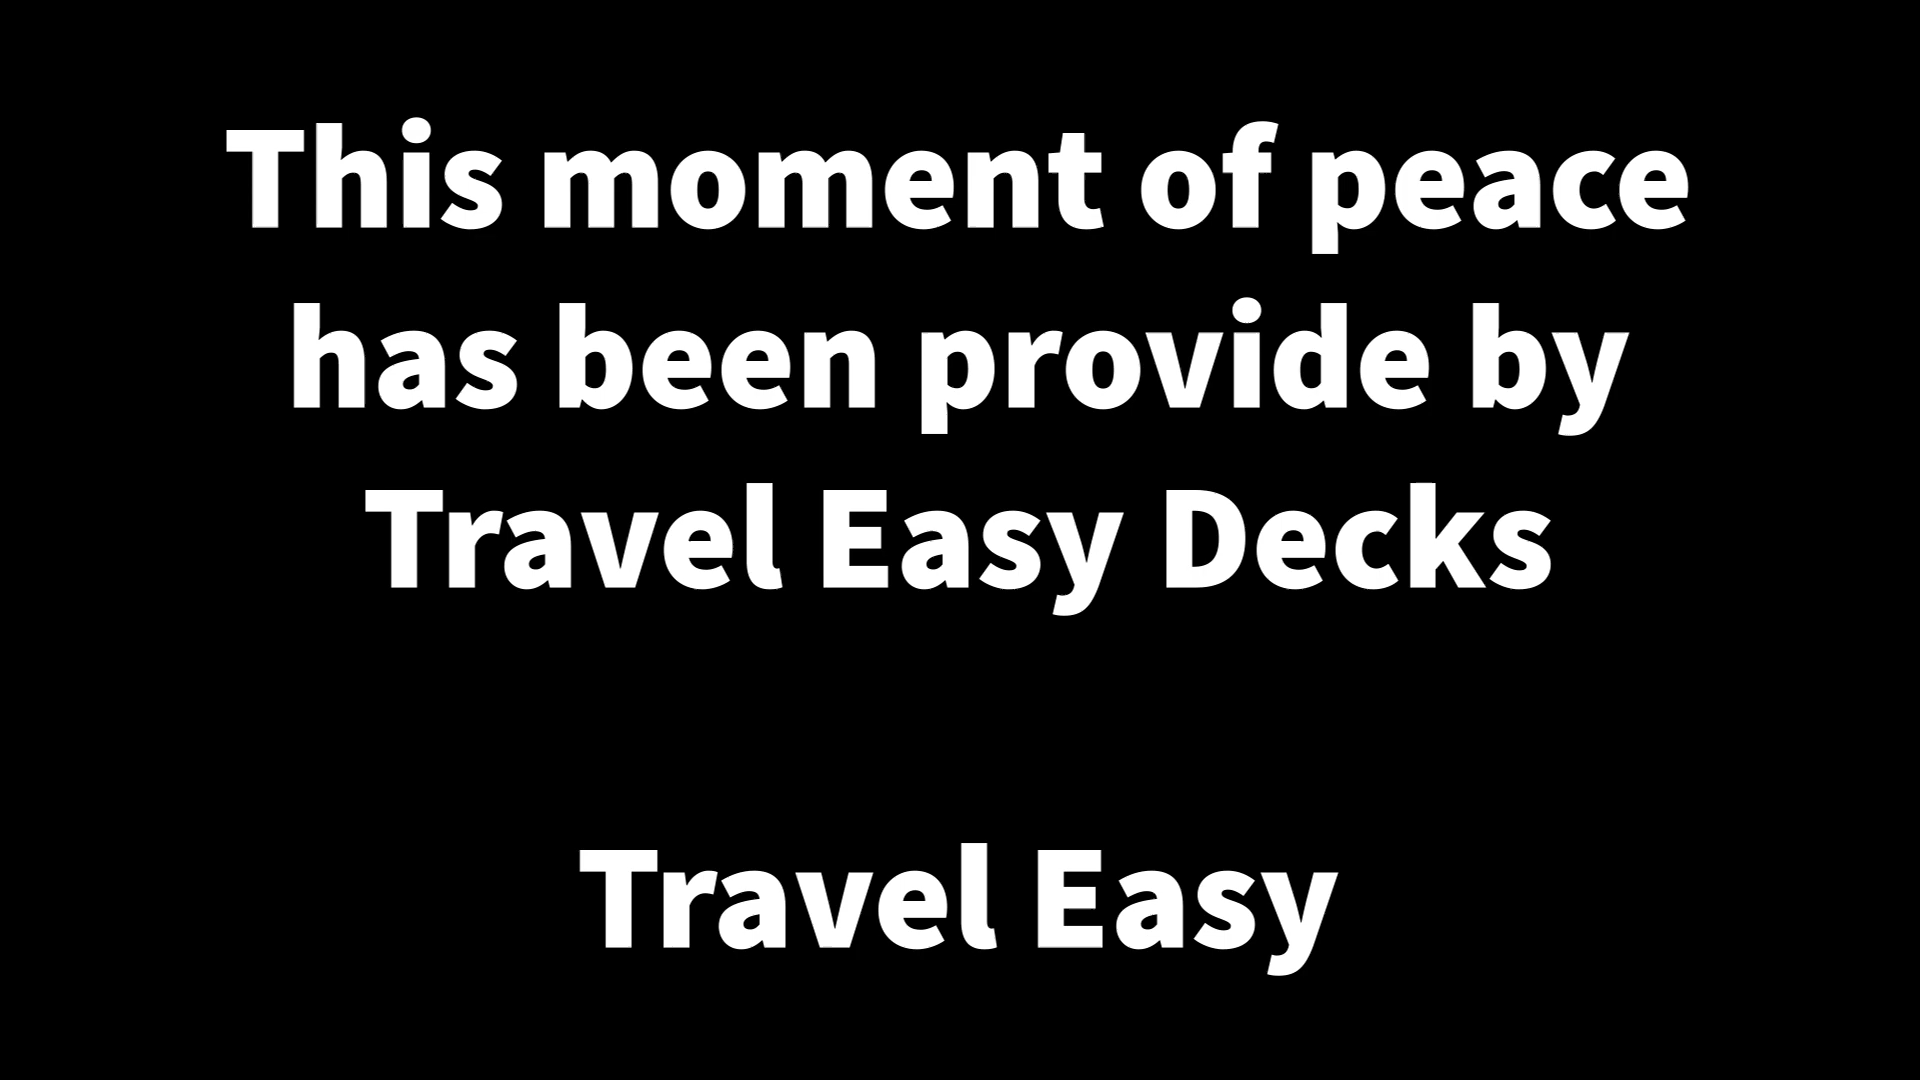 This moment of peace
has been provide by
Travel Easy Decks
Travel Easy